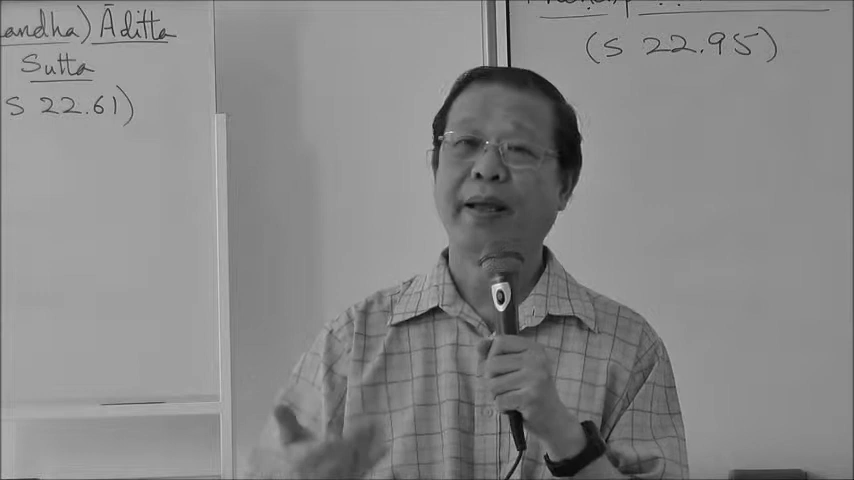 andha) Āditta
Sutta
S 22.61)
(S 22.95)